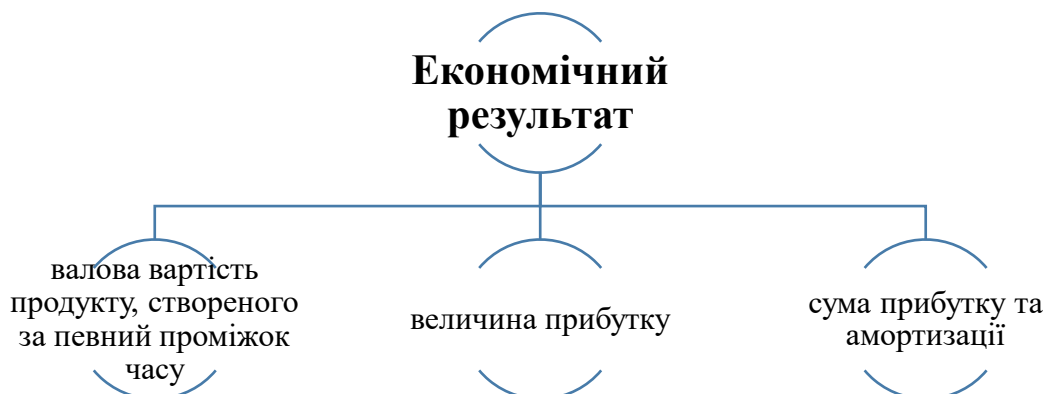 Економічний
результат
валова вартість
продукту, створеного
за певний проміжок
часу
величина прибутку
сума прибутку та
амортизації